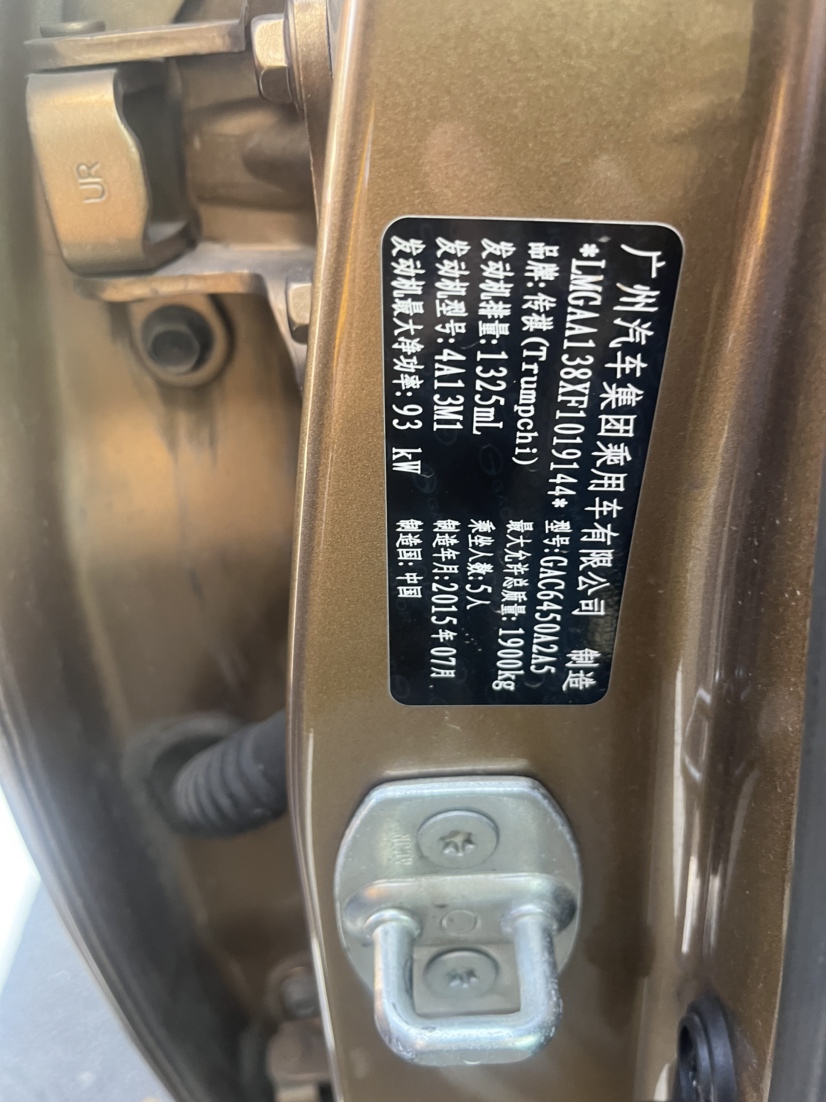 广州汽车集团乘用车有限公司 制造
*LMGAA138XF1019144* 型号:GAC6450A2A5
品牌:传祺(Trumpchi) 最大允许总质量:1900kg
发动机排量:1325mL 乘坐人数:5人
发动机型号:4A13M1 制造年月:2015年07月
发动机最大净功率:93 kW 制造国:中国
UR